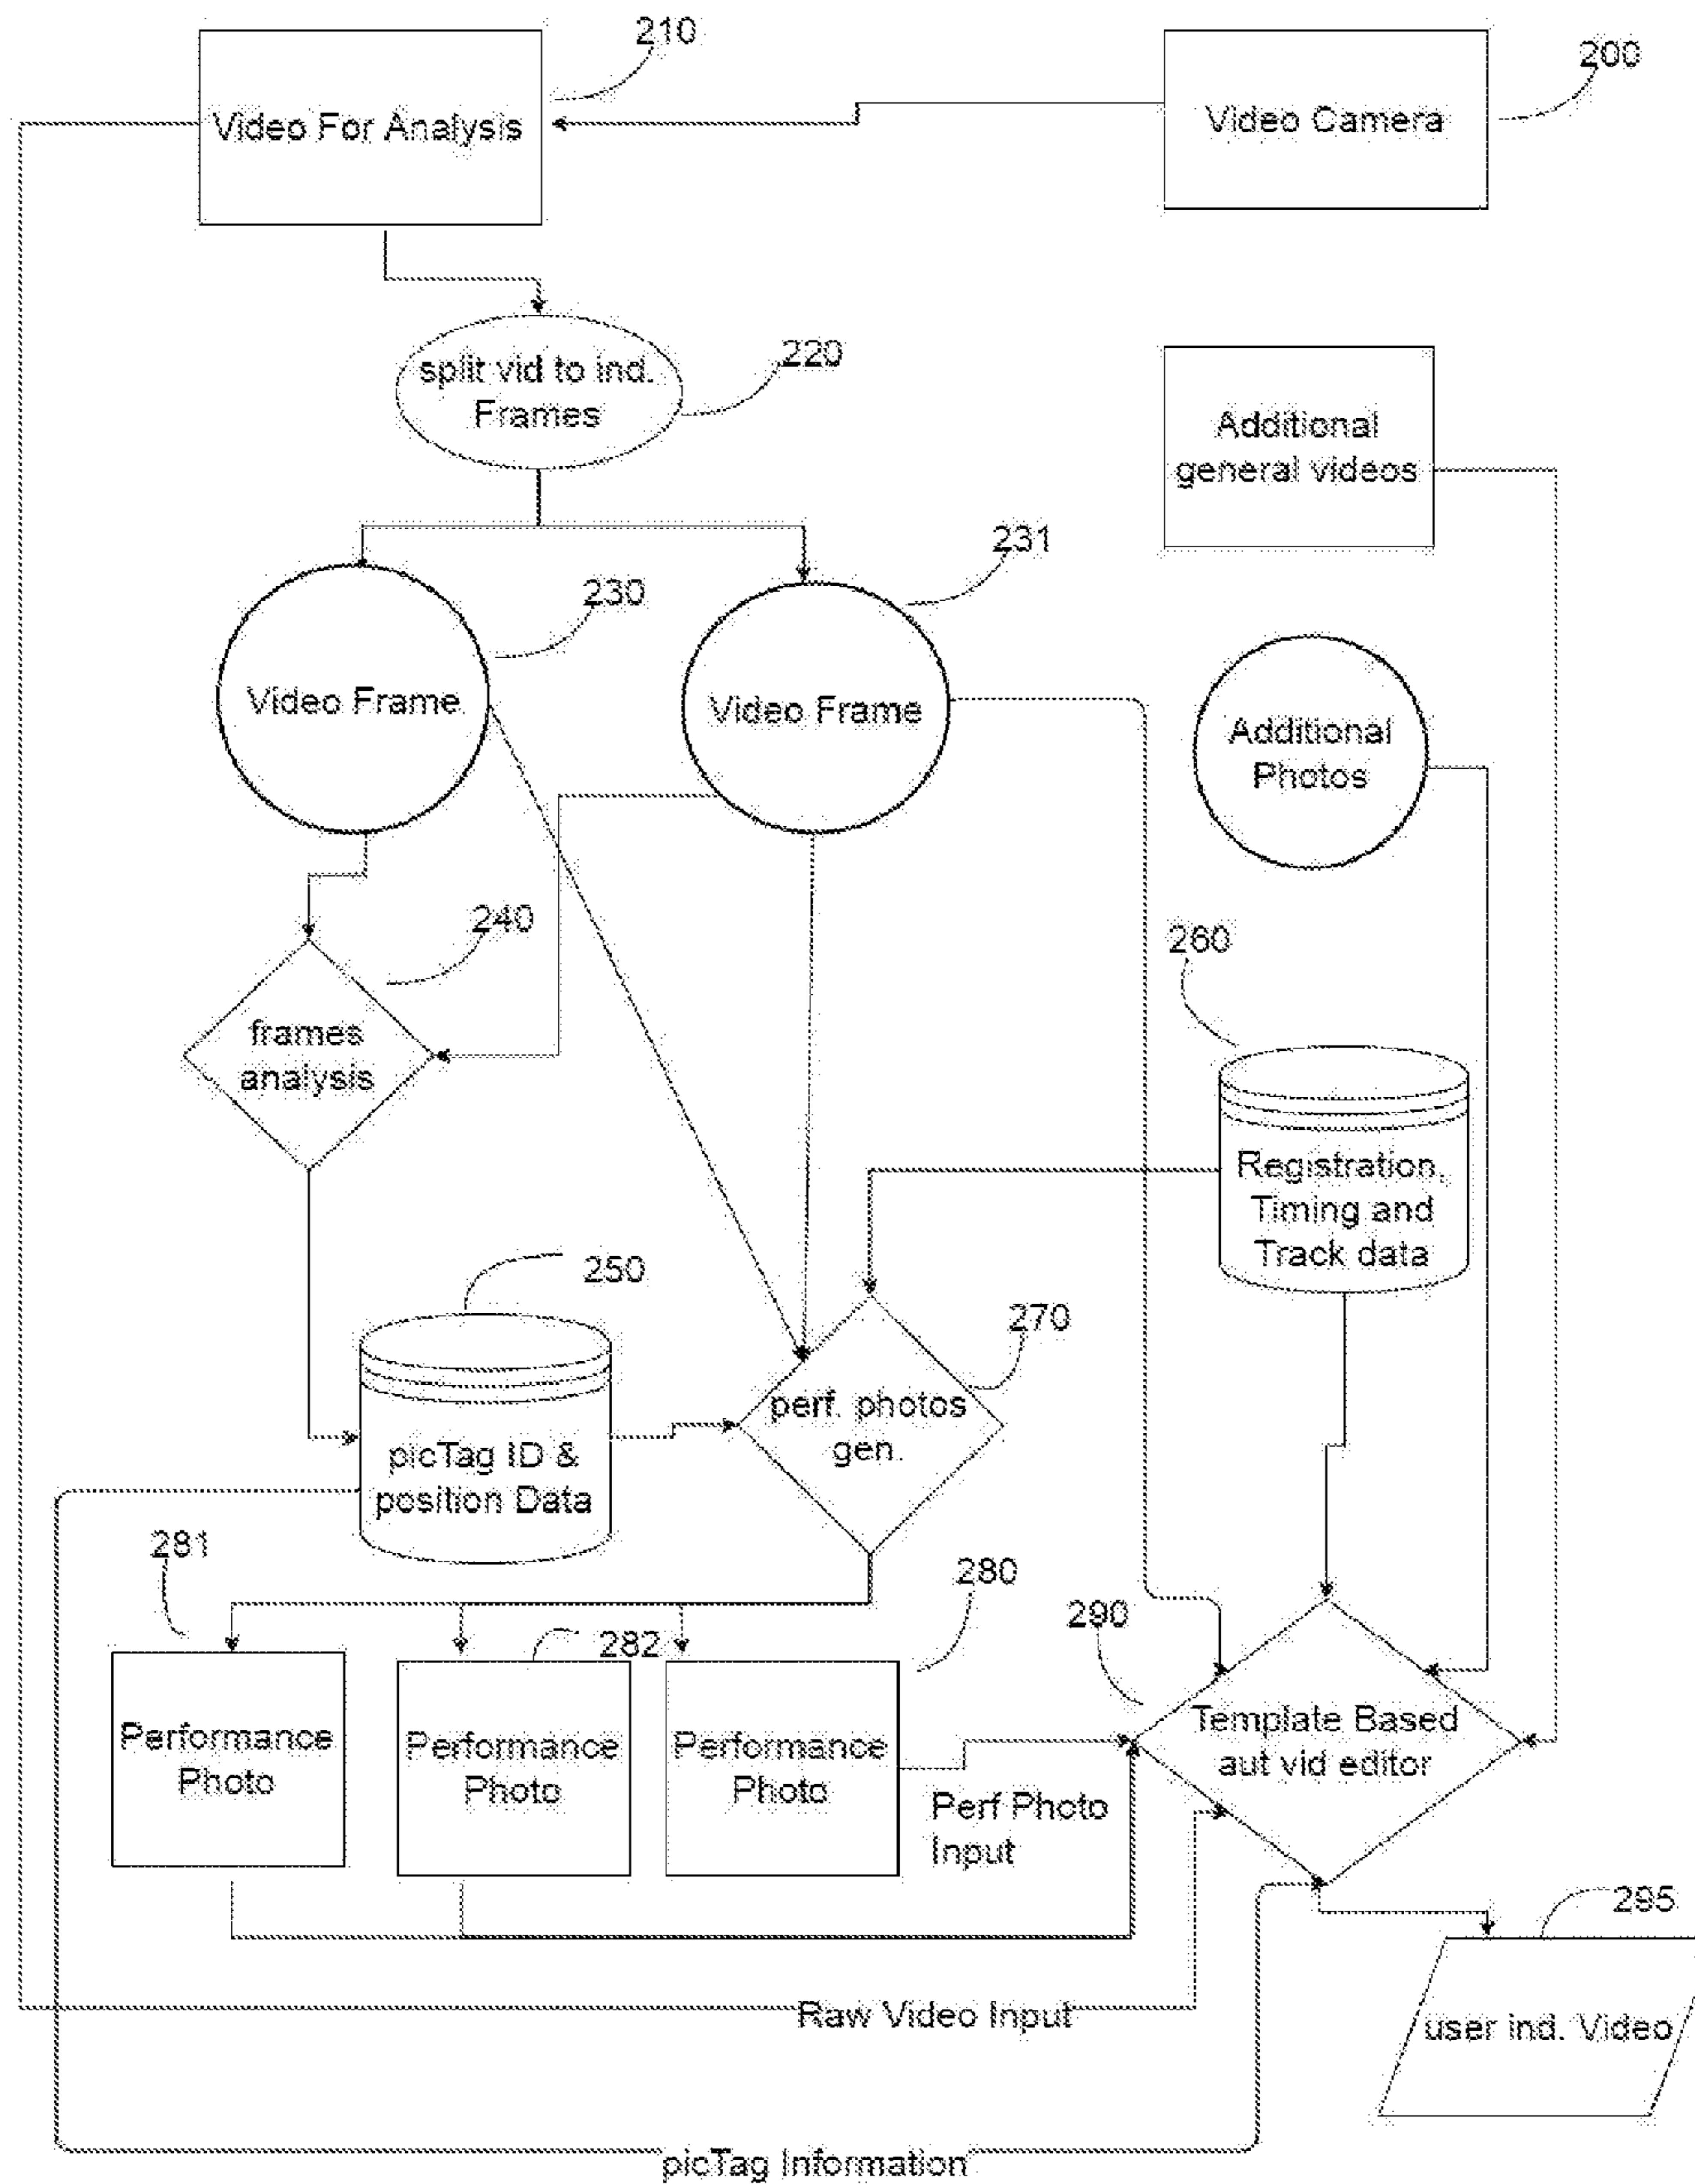 210
200
Video For Analysis
Video Camera
220
split vid to ind.
Frames
Additional
general videos
231
230
Video Frame
Video Frame
Additional
Photos
240
260
frames
analysis
Registration,
Timing and
Track data
250
270
perf. photos
gen.
picTag ID &
position Data
281
280
290
282
Performance
Photo
Performance
Photo
Performance
Photo
Template Based
aut vid editor
Perf Photo
Input
295
Raw Video Input
user ind. Video
picTag Information